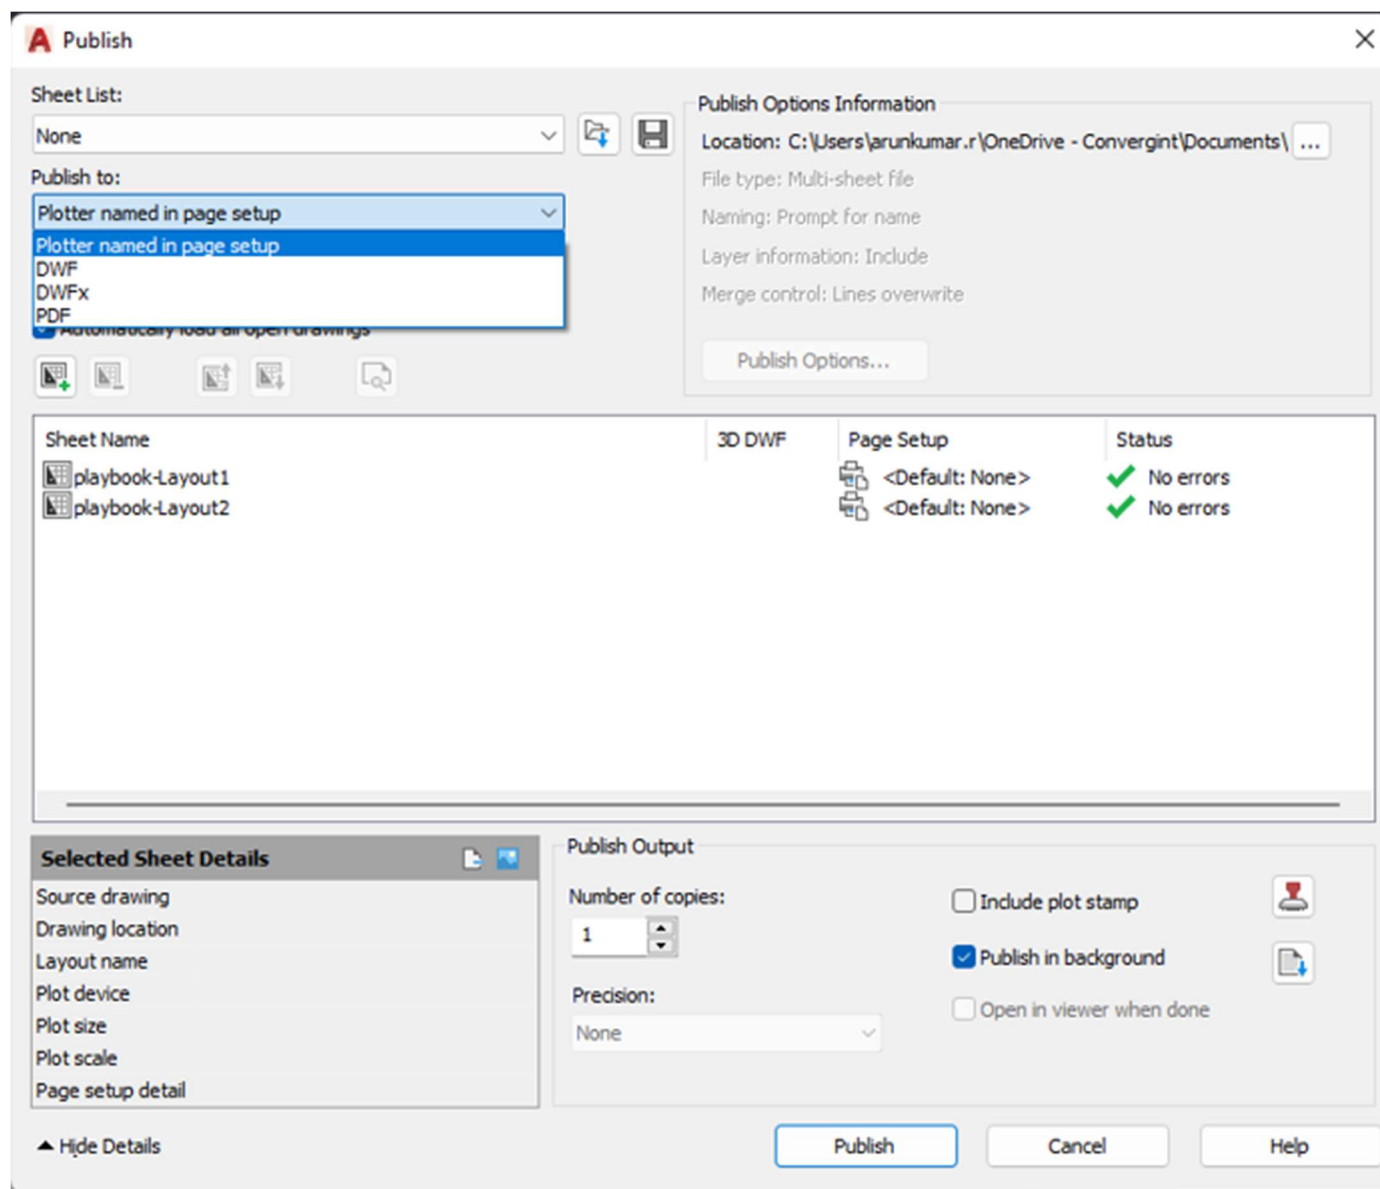 Publish
Sheet List:
None
Publish to:
Plotter named in page setup
Plotter named in page setup
DWF
DWFx
PDF
Automatically load all open drawings
Publish Options Information
Location: C:\Users\arunkumar.r\OneDrive - Convergint\Documents\ ...
File type: Multi-sheet file
Naming: Prompt for name
Layer information: Include
Merge control: Lines overwrite
Publish Options...
Sheet Name 3D DWF Page Setup Status
playbook-Layout1 <Default: None> No errors
playbook-Layout2 <Default: None> No errors
Selected Sheet Details
Source drawing
Drawing location
Layout name
Plot device
Plot size
Plot scale
Page setup detail
Publish Output
Number of copies:
1
Precision:
None
Include plot stamp
Publish in background
Open in viewer when done
Hide Details
Publish Cancel Help